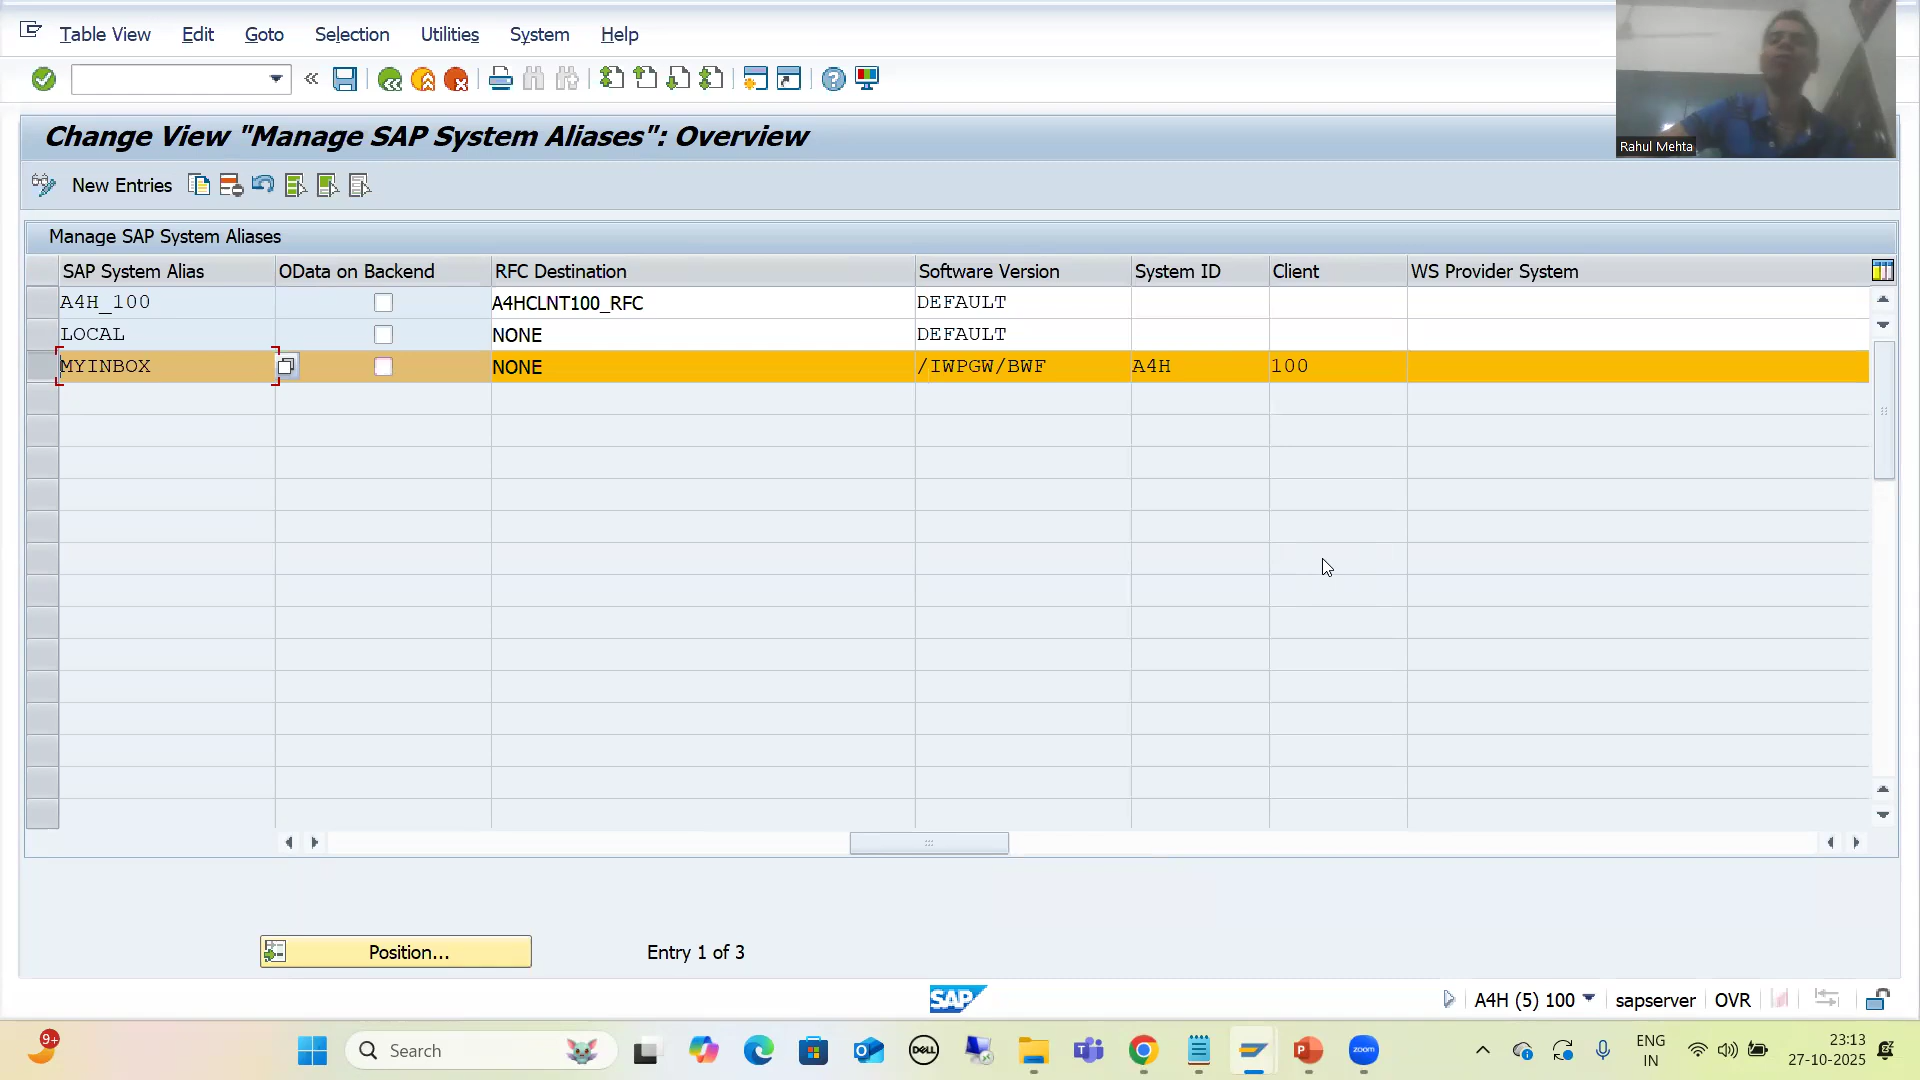 Table View Edit Goto Selection Utilities System Help
Rahul Mehta
Change View "Manage SAP System Aliases": Overview
New Entries
Manage SAP System Aliases
SAP System Alias OData on Backend RFC Destination Software Version System ID Client WS Provider System
A4H_100 A4HCLNT100_RFC DEFAULT
LOCAL NONE DEFAULT
MYINBOX NONE /IWPGW/BWF A4H 100
Position... Entry 1 of 3
SAP A4H (5) 100 sapserver OVR
9+ Search DELL zoom ENG 23:13
IN 27-10-2025